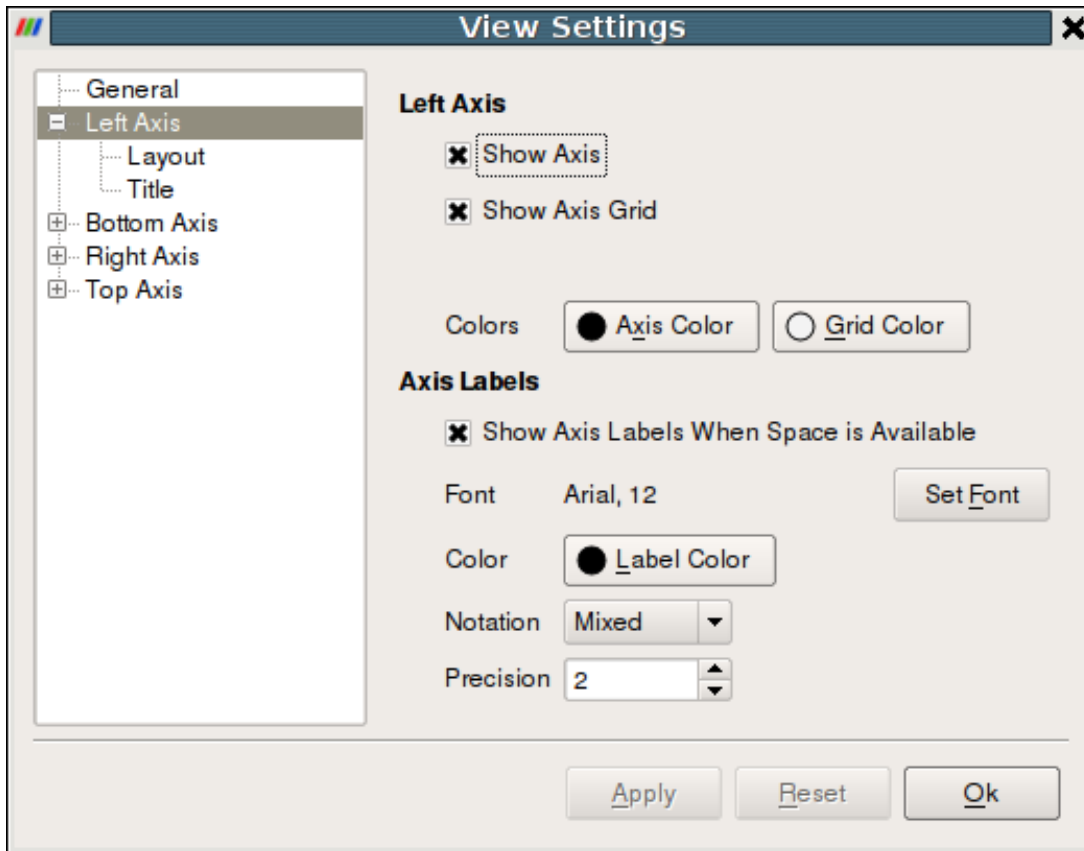 View Settings
General
Left Axis
Layout
Title
Bottom Axis
Right Axis
Top Axis
Left Axis
Show Axis
Show Axis Grid
Colors Axis Color Grid Color
Axis Labels
Show Axis Labels When Space is Available
Font Arial, 12 Set Font
Color Label Color
Notation Mixed
Precision 2
Apply Reset Ok